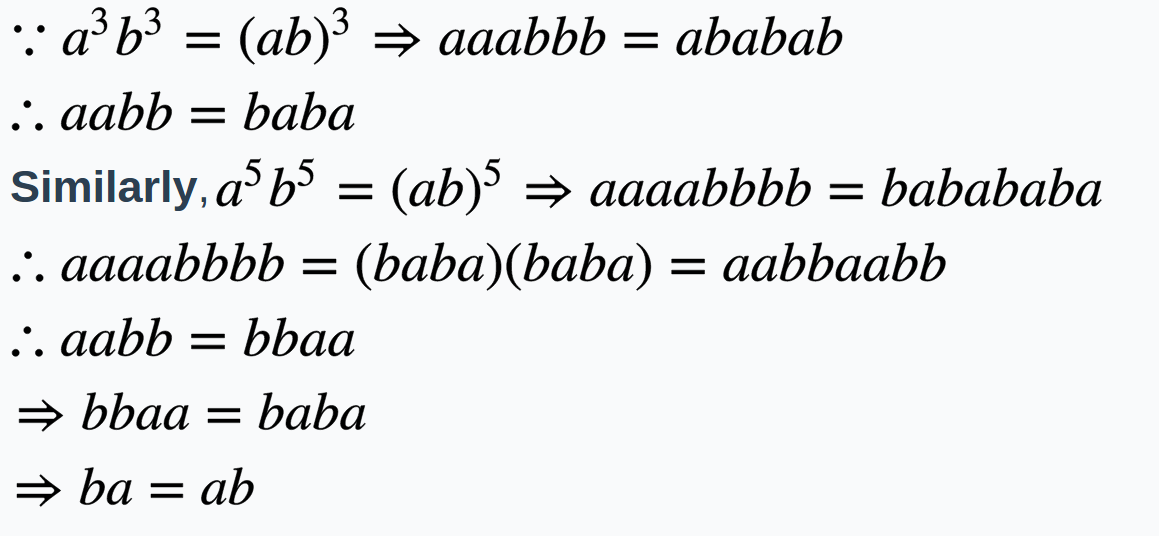 ∵ a³b³ = (ab)³ ⇒ aaabbb = ababab
∴ aabb = baba
Similarly, a⁵b⁵ = (ab)⁵ ⇒ aaaabbbb = babababa
∴ aaaabbbb = (baba)(baba) = aabbaabb
∴ aabb = bbaa
⇒ bbaa = baba
⇒ ba = ab